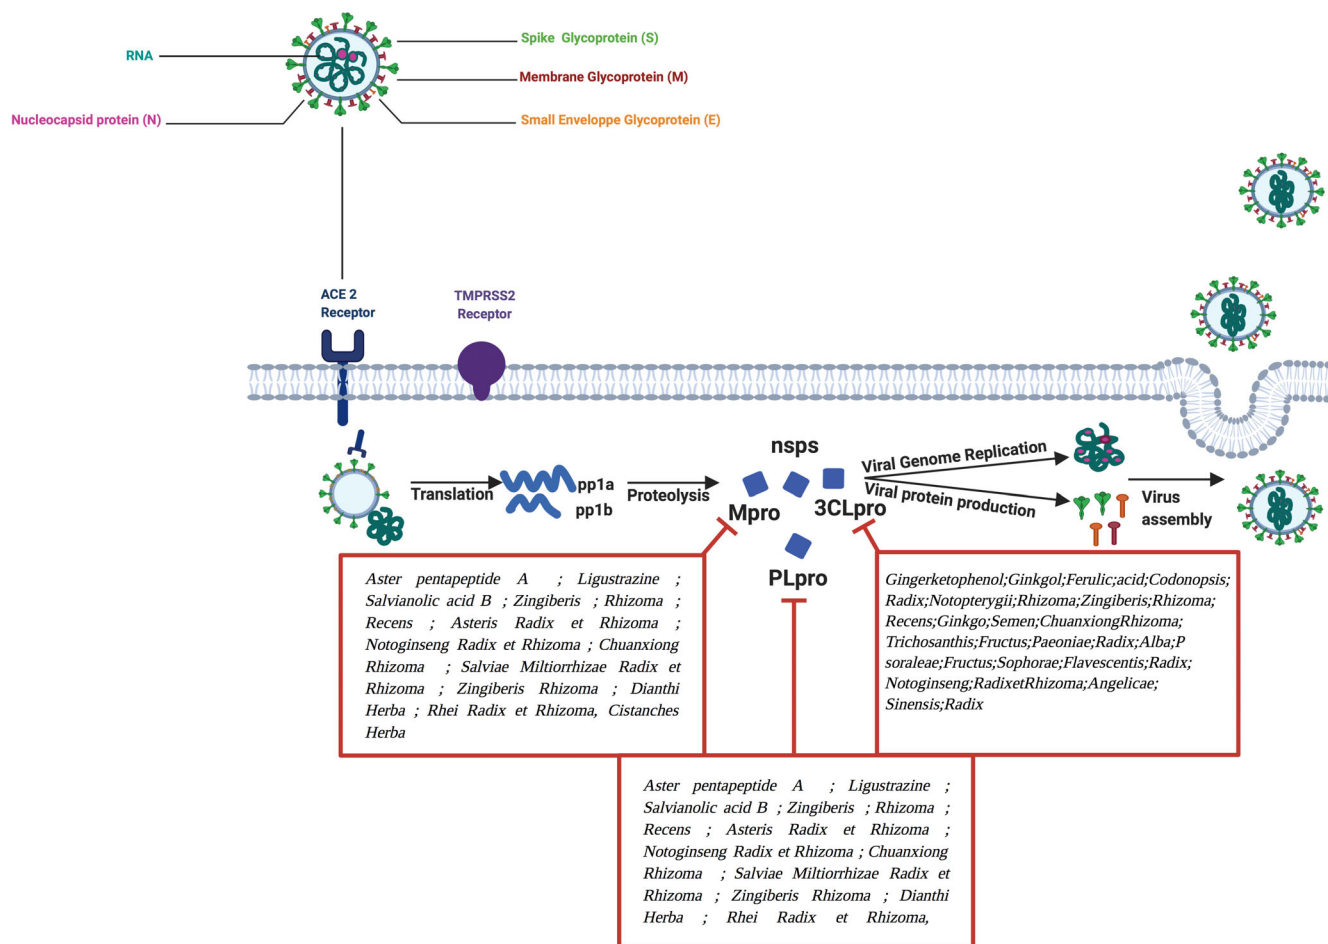 Spike Glycoprotein (S)
RNA
Membrane Glycoprotein (M)
Nucleocapsid protein (N)
Small Enveloppe Glycoprotein (E)
ACE 2
Receptor
TMPRSS2
Receptor
nsps
Viral Genome Replication
Translation
pp1a
pp1b
Proteolysis
Mpro
3CLpro
Viral protein production
Virus
assembly
PLpro
Aster pentapeptide A ; Ligustrazine ;
Salvianolic acid B ; Zingiberis ; Rhizoma ;
Recens ; Asteris Radix et Rhizoma ;
Notoginseng Radix et Rhizoma ; Chuanxiong
Rhizoma ; Salviae Miltiorrhizae Radix et
Rhizoma ; Zingiberis Rhizoma ; Dianthi
Herba ; Rhei Radix et Rhizoma, Cistanches
Herba
Gingerketophenol;Ginkgol;Ferulic;acid;Codonopsis;
Radix;Notopterygii;Rhizoma;Zingiberis;Rhizoma;
Recens;Ginkgo;Semen;ChuanxiongRhizoma;
Trichosanthis;Fructus;Paeoniae;Radix;Alba;P
soraleae;Fructus;Sophorae;Flavescentis;Radix;
Notoginseng;RadixetRhizoma;Angelicae;
Sinensis;Radix
Aster pentapeptide A ; Ligustrazine ;
Salvianolic acid B ; Zingiberis ; Rhizoma ;
Recens ; Asteris Radix et Rhizoma ;
Notoginseng Radix et Rhizoma ; Chuanxiong
Rhizoma ; Salviae Miltiorrhizae Radix et
Rhizoma ; Zingiberis Rhizoma ; Dianthi
Herba ; Rhei Radix et Rhizoma,